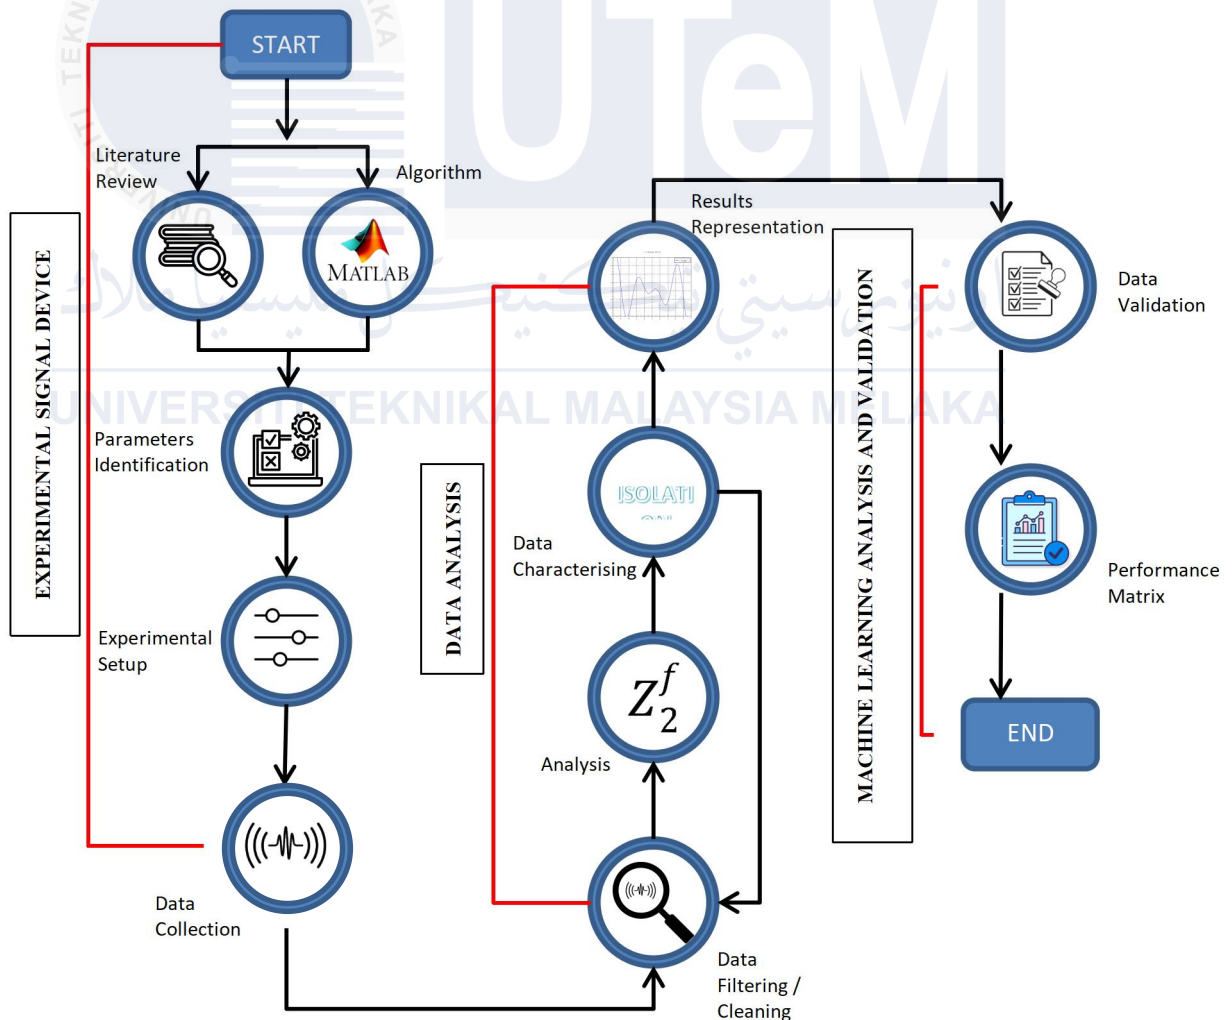 START
Literature
Review
Algorithm
MATLAB
EXPERIMENTAL SIGNAL DEVICE
Parameters
Identification
Experimental
Setup
Data
Collection
DATA ANALYSIS
Data
Filtering /
Cleaning
Analysis
Z₂ᶠ
Data
Characterising
ISOLATI
Results
Representation
MACHINE LEARNING ANALYSIS AND VALIDATION
Data
Validation
Performance
Matrix
END
UTeM
UNIVERSITI TEKNIKAL MALAYSIA MELAKA